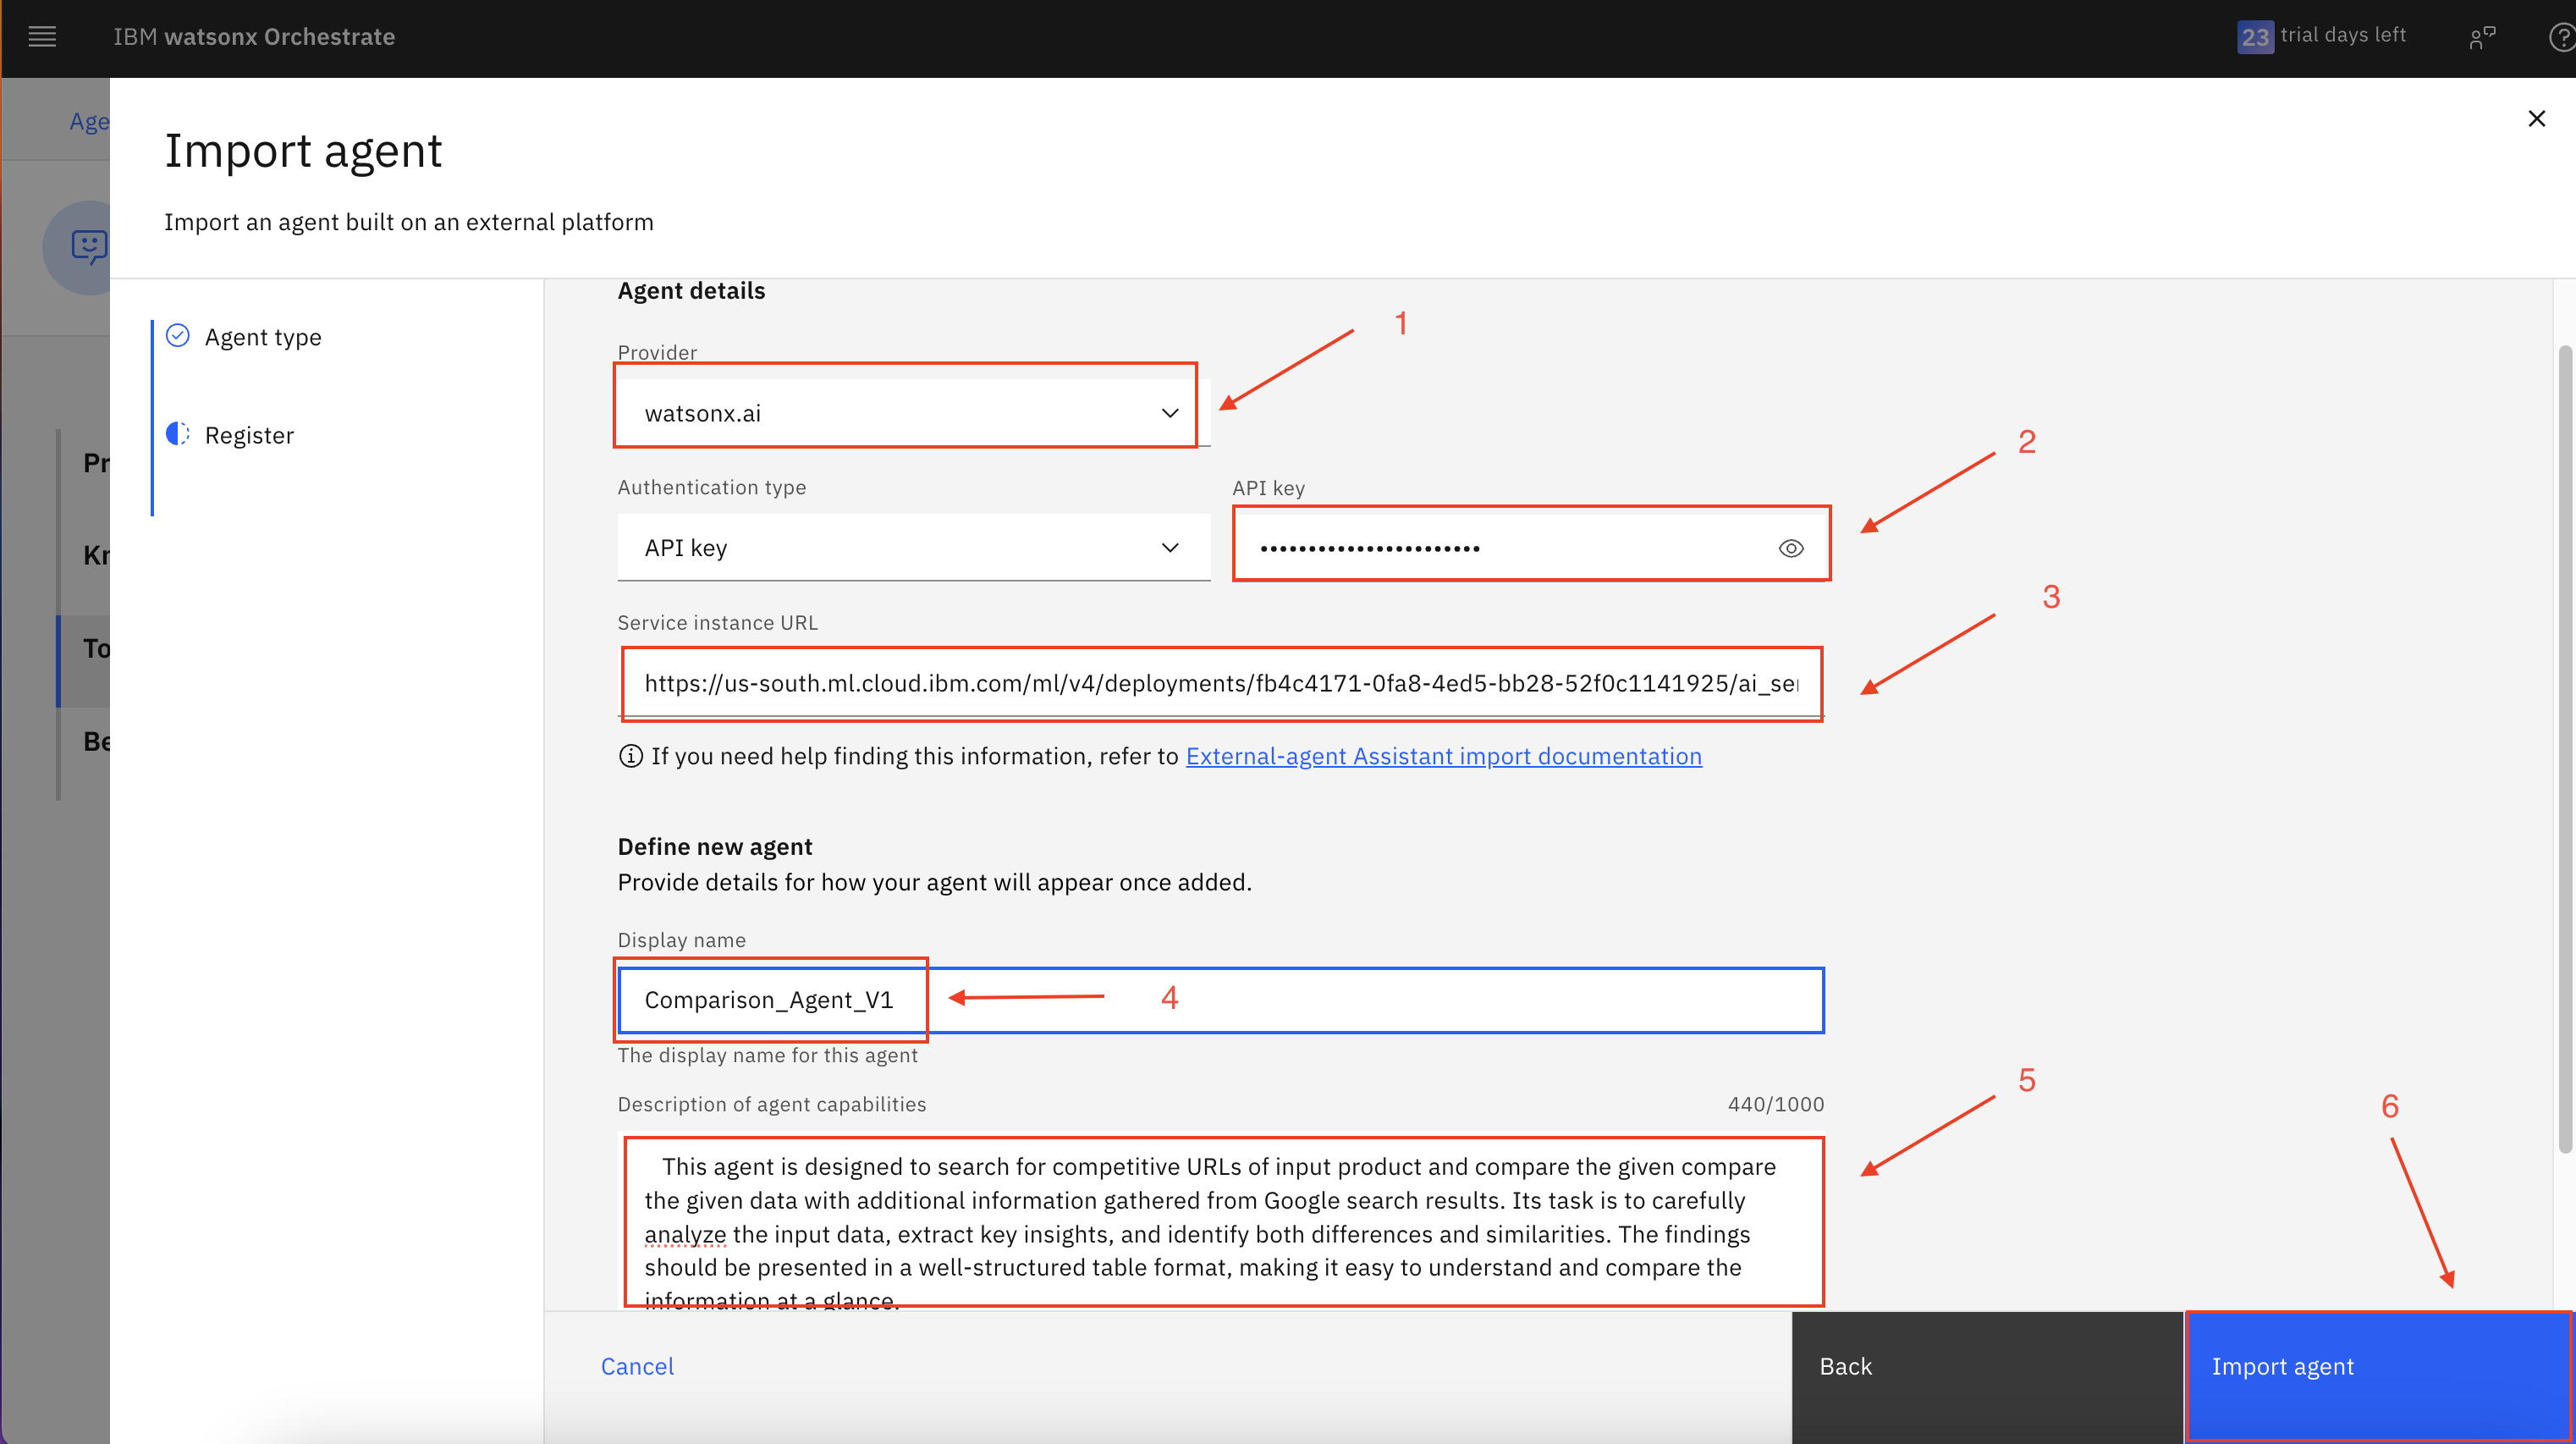 IBM watsonx Orchestrate
23 trial days left
Age
Import agent
Import an agent built on an external platform
Agent type
Register
Pr
Kr
To
Be
Agent details
Provider
1
watsonx.ai
2
Authentication type
API key
API key
••••••••••••••••••••••
3
Service instance URL
https://us-south.ml.cloud.ibm.com/ml/v4/deployments/fb4c4171-0fa8-4ed5-bb28-52f0c1141925/ai_ser
If you need help finding this information, refer to External-agent Assistant import documentation
Define new agent
Provide details for how your agent will appear once added.
Display name
Comparison_Agent_V1
4
The display name for this agent
5
Description of agent capabilities
440/1000
6
This agent is designed to search for competitive URLs of input product and compare the given compare
the given data with additional information gathered from Google search results. Its task is to carefully
analyze the input data, extract key insights, and identify both differences and similarities. The findings
should be presented in a well-structured table format, making it easy to understand and compare the
information at a glance.
Cancel
Back
Import agent